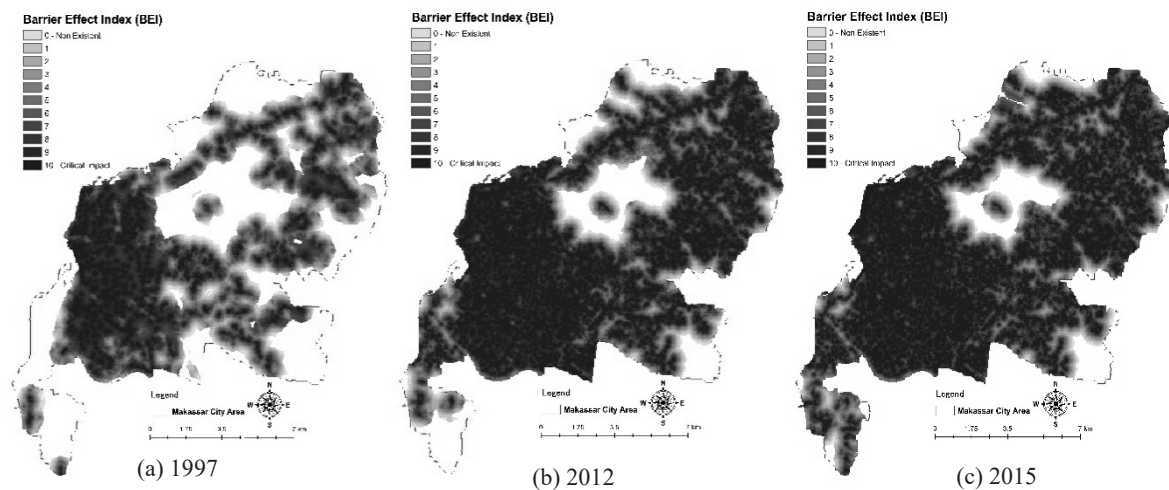 Barrier Effect Index (BEI)
0 - Non Existent
1
2
3
4
5
6
7
8
9
10 - Critical Impact
Legend
Makassar City Area
N
W E
S
0 1.75 3.5 7 km
(a) 1997
Barrier Effect Index (BEI)
0 - Non Existent
1
2
3
4
5
6
7
8
9
10 - Critical Impact
Legend
Makassar City Area
N
W E
S
0 1.75 3.5 7 km
(b) 2012
Barrier Effect Index (BEI)
0 - Non Existent
1
2
3
4
5
6
7
8
9
10 - Critical Impact
Legend
Makassar City Area
N
W E
S
0 1.75 3.5 7 km
(c) 2015